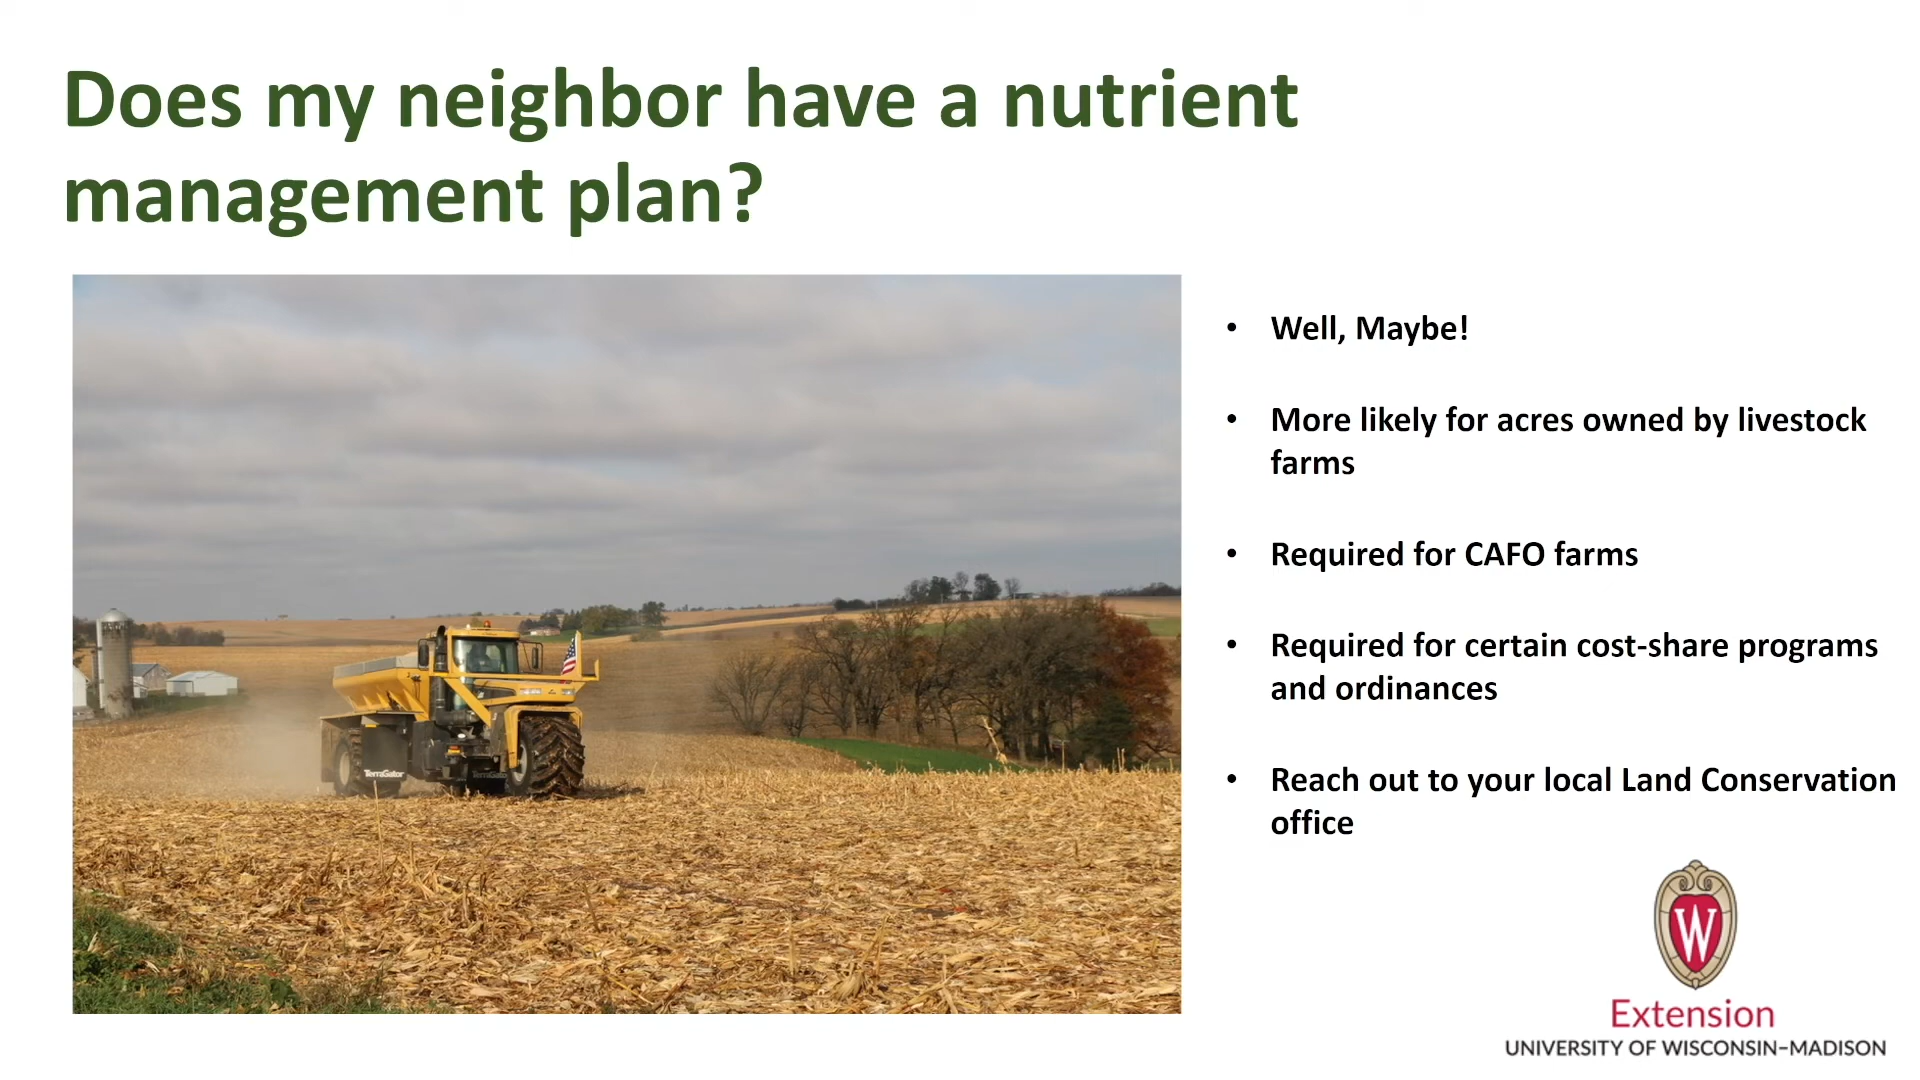 Does my neighbor have a nutrient
management plan?
• Well, Maybe!
• More likely for acres owned by livestock
farms
• Required for CAFO farms
• Required for certain cost-share programs
and ordinances
• Reach out to your local Land Conservation
office
TerraGator
TerraGator
W
Extension
UNIVERSITY OF WISCONSIN–MADISON